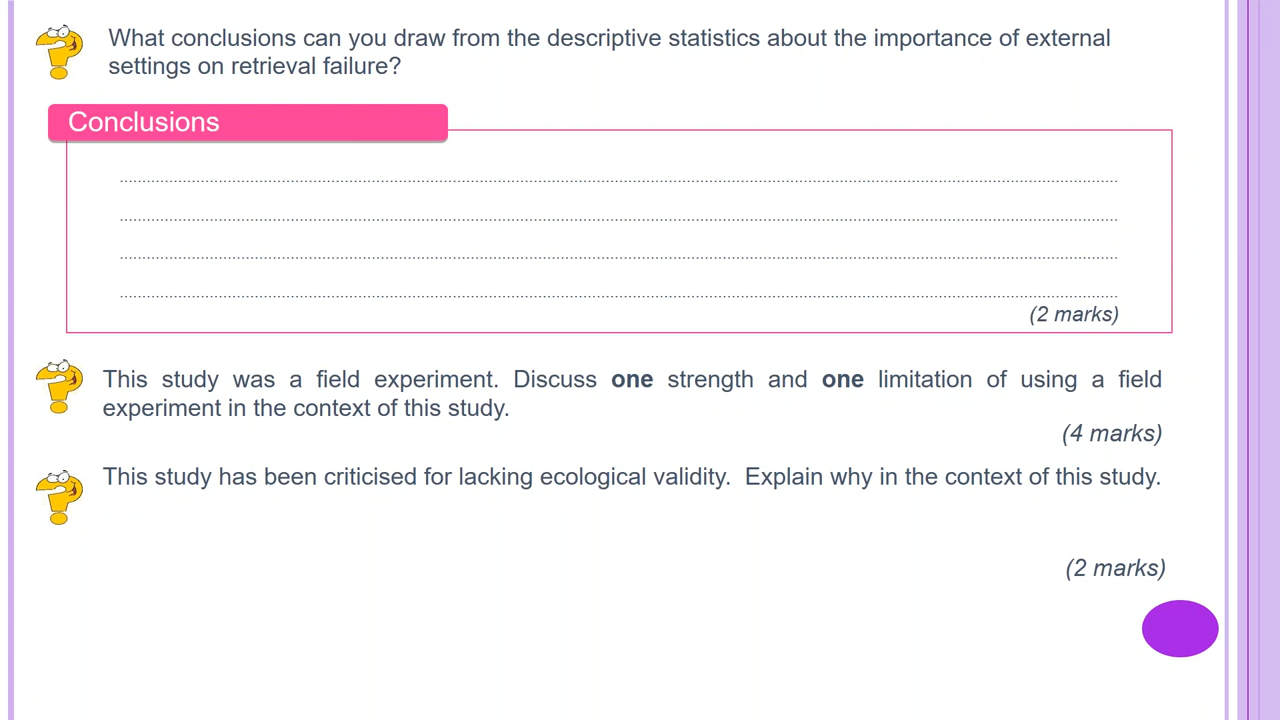 What conclusions can you draw from the descriptive statistics about the importance of external
settings on retrieval failure?
Conclusions
(2 marks)
This study was a field experiment. Discuss one strength and one limitation of using a field
experiment in the context of this study.
(4 marks)
This study has been criticised for lacking ecological validity.  Explain why in the context of this study.
(2 marks)